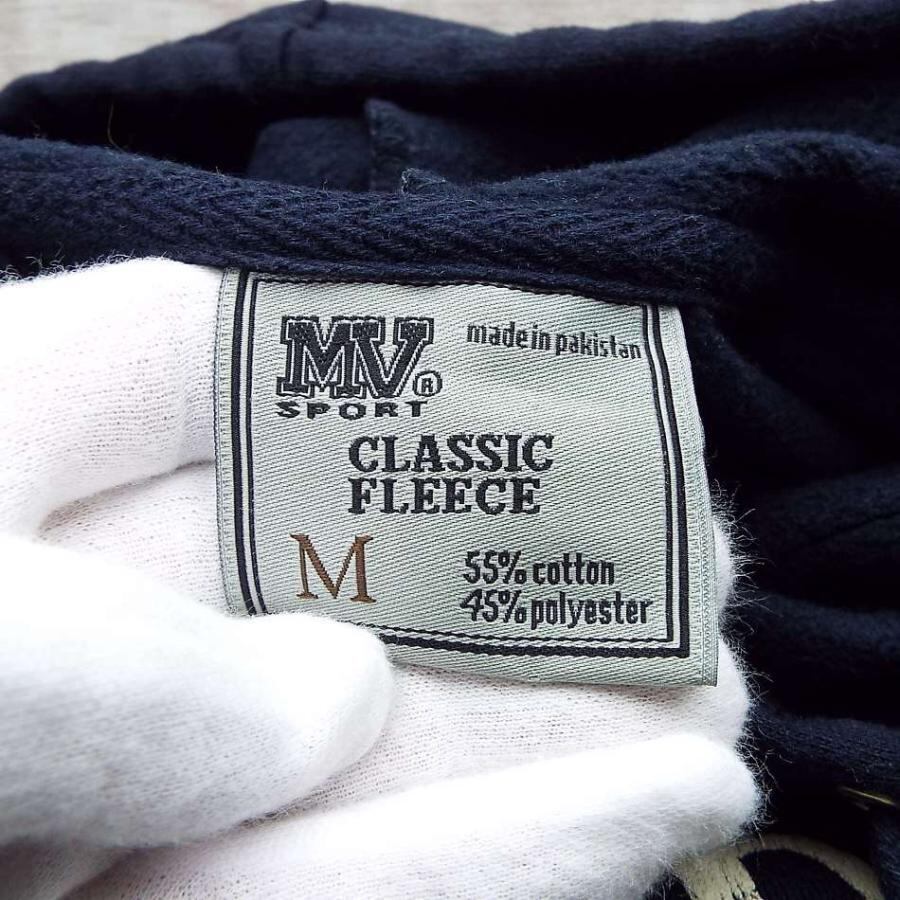 MV®
SPORT
made in pakistan
CLASSIC
FLEECE
M
55% cotton
45% polyester